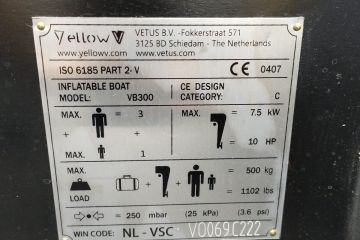 Yellow V VETUS B.V. -Fokkerstraat 571
3125 BD Schiedam - The Netherlands
www.yellowv.com www.vetus.com
ISO 6185 PART 2- V CE 0407
INFLATABLE BOAT CE DESIGN
MODEL: VB300 CATEGORY: C
MAX. = 3 MAX. = 7.5 kW
+ +
= 10 HP
MAX. 1
MAX. + + = 500 kg
LOAD = 1102 lbs
= 250 mbar (25 kPa) (3.6 psi)
WIN CODE: NL - VSC V0069C222